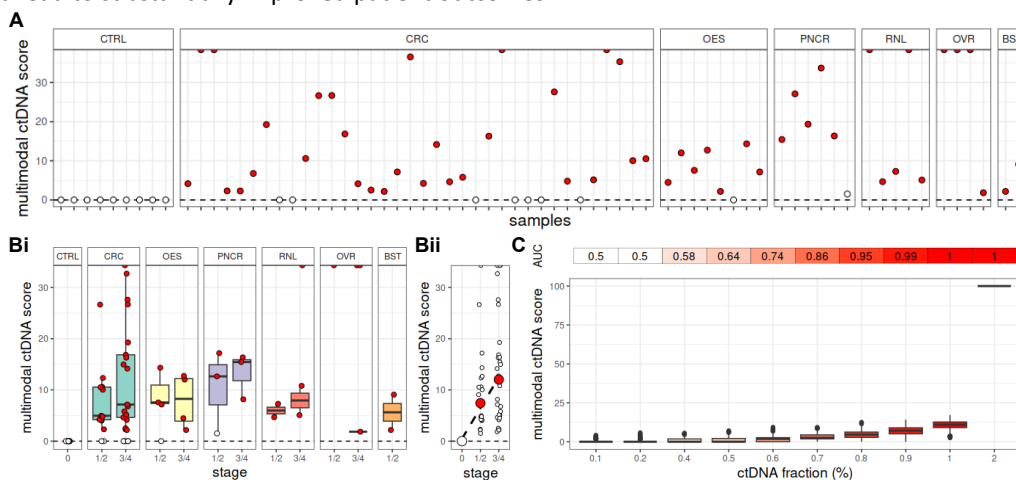 A
CTRL CRC OES PNCR RNL OVR BS
multimodal ctDNA score
30
20
10
0
samples
Bi
CTRL CRC OES PNCR RNL OVR BST
multimodal ctDNA score
30
20
10
0
0 1/2 3/4 1/2 3/4 1/2 3/4 1/2 3/4 1/2 3/4 1/2
stage
Bii
multimodal ctDNA score
30
20
10
0
0 1/2 3/4
stage
C
AUC
0.5 0.5 0.58 0.64 0.74 0.86 0.95 0.99 1 1
multimodal ctDNA score
100
75
50
25
0
0.1 0.2 0.4 0.5 0.6 0.7 0.8 0.9 1 2
ctDNA fraction (%)